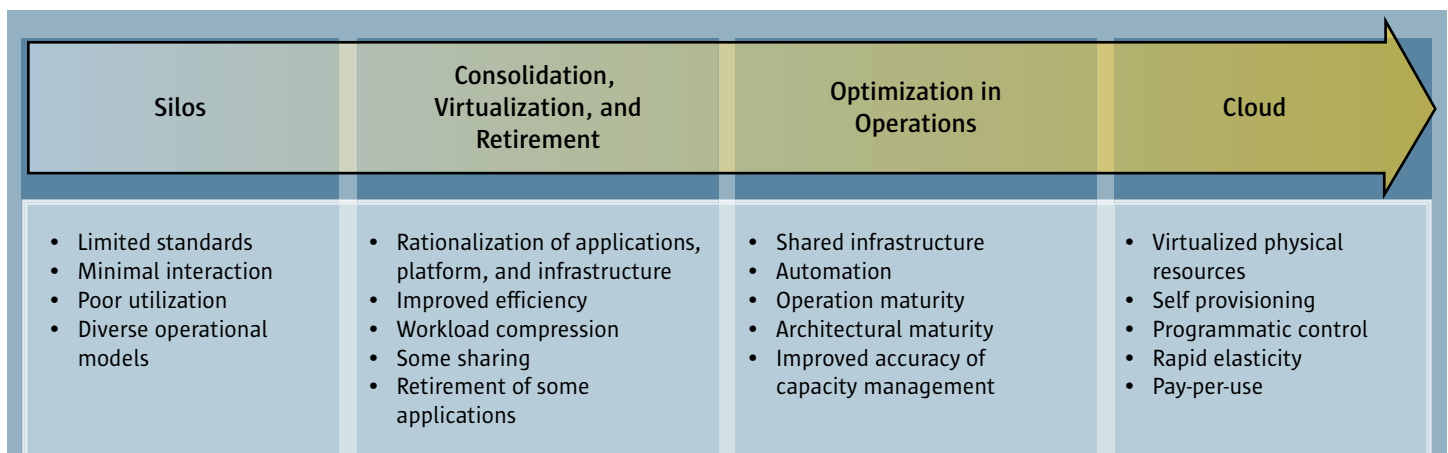 Silos
Consolidation,
Virtualization, and
Retirement
Optimization in
Operations
Cloud
• Limited standards
• Minimal interaction
• Poor utilization
• Diverse operational
models
• Rationalization of applications,
platform, and infrastructure
• Improved efficiency
• Workload compression
• Some sharing
• Retirement of some
applications
• Shared infrastructure
• Automation
• Operation maturity
• Architectural maturity
• Improved accuracy of
capacity management
• Virtualized physical
resources
• Self provisioning
• Programmatic control
• Rapid elasticity
• Pay-per-use